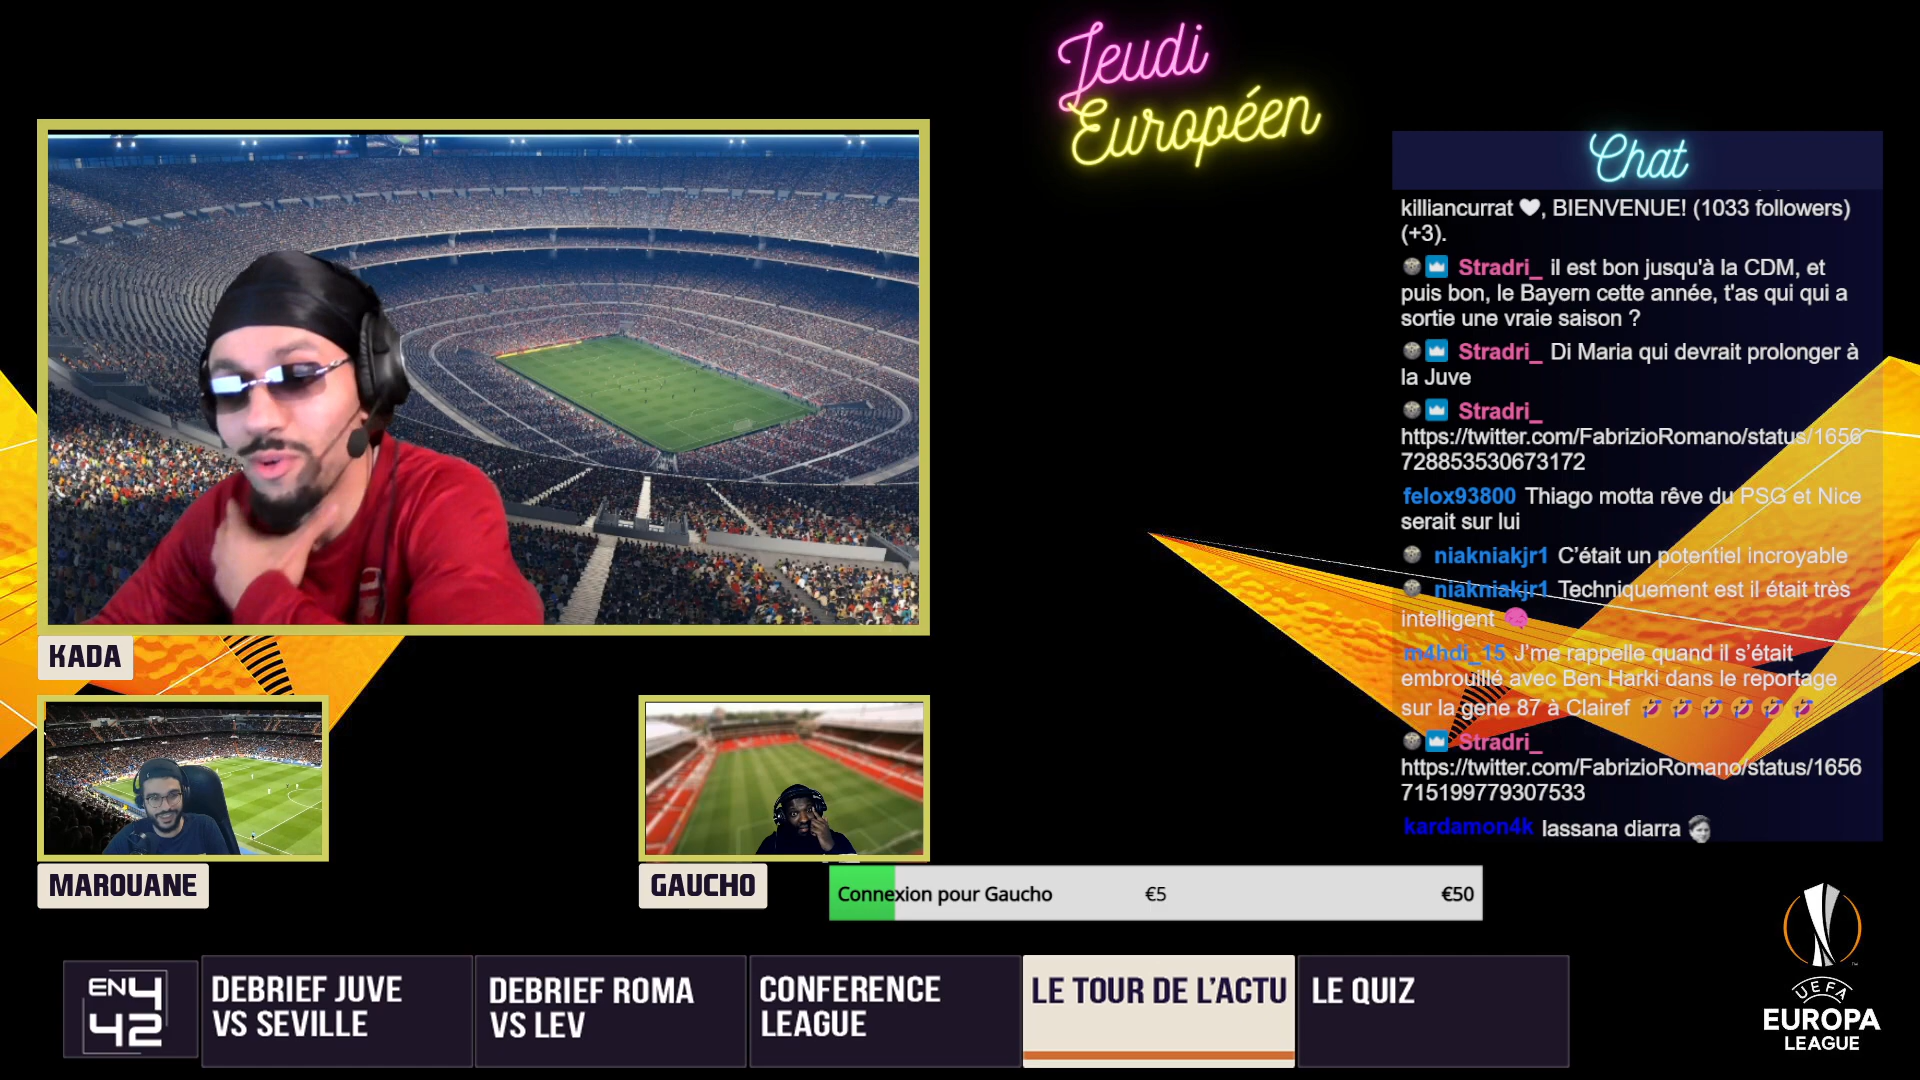 Jeudi
Européen
Chat
killiancurrat 🤍, BIENVENUE! (1033 followers)
(+3).
Stradri_ il est bon jusqu'à la CDM, et
puis bon, le Bayern cette année, t'as qui qui a
sortie une vraie saison ?
Stradri_ Di Maria qui devrait prolonger à
la Juve
Stradri_
https://twitter.com/FabrizioRomano/status/1656
728853530673172
felox93800 Thiago motta rêve du PSG et Nice
serait sur lui
niakniakjr1 C'était un potentiel incroyable
niakniakjr1 Techniquement est il était très
intelligent 🧠
m4hdi_15 J'me rappelle quand il s'était
embrouillé avec Ben Harki dans le reportage
sur la gene 87 à Clairef 🤣 🤣 🤣 🤣 🤣 🤣
Stradri_
https://twitter.com/FabrizioRomano/status/1656
715199779307533
kardamon4k lassana diarra
KADA
MAROUANE
GAUCHO
Connexion pour Gaucho €5 €50
EN 4
42
DEBRIEF JUVE
VS SEVILLE
DEBRIEF ROMA
VS LEV
CONFERENCE
LEAGUE
LE TOUR DE L'ACTU
LE QUIZ
UEFA
EUROPA
LEAGUE